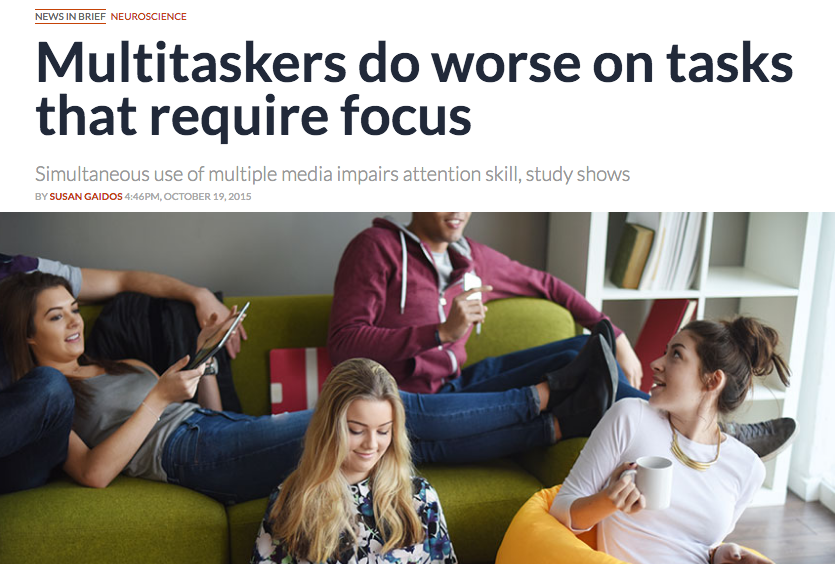 NEWS IN BRIEF NEUROSCIENCE
Multitaskers do worse on tasks
that require focus
Simultaneous use of multiple media impairs attention skill, study shows
BY SUSAN GAIDOS 4:46PM, OCTOBER 19, 2015